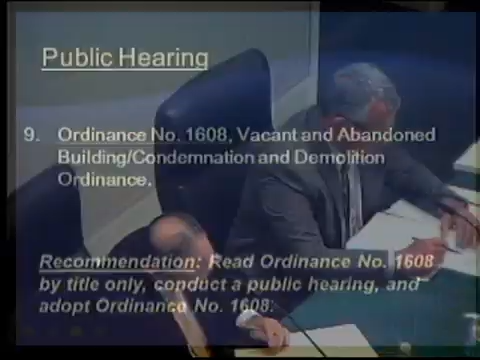 Public Hearing
9. Ordinance No. 1608, Vacant and Abandoned
Building/Condemnation and Demolition
Ordinance.
Recommendation: Read Ordinance No. 1608
by title only, conduct a public hearing, and
adopt Ordinance No. 1608.